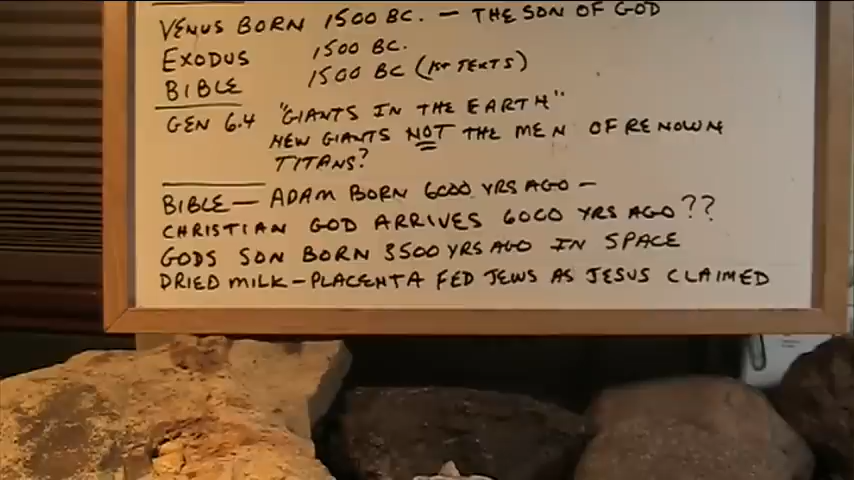 VENUS BORN 1500 BC. — THE SON OF GOD
EXODUS 1500 BC.
BIBLE 1500 BC (1st TEXTS)
GEN 6.4 "GIANTS IN THE EARTH"
NEW GIANTS NOT THE MEN OF RENOWN
TITANS?
BIBLE — ADAM BORN 6000 YRS AGO —
CHRISTIAN GOD ARRIVES 6000 YRS AGO ??
GODS SON BORN 3500 YRS AGO IN SPACE
DRIED MILK – PLACENTA FED JEWS AS JESUS CLAIMED